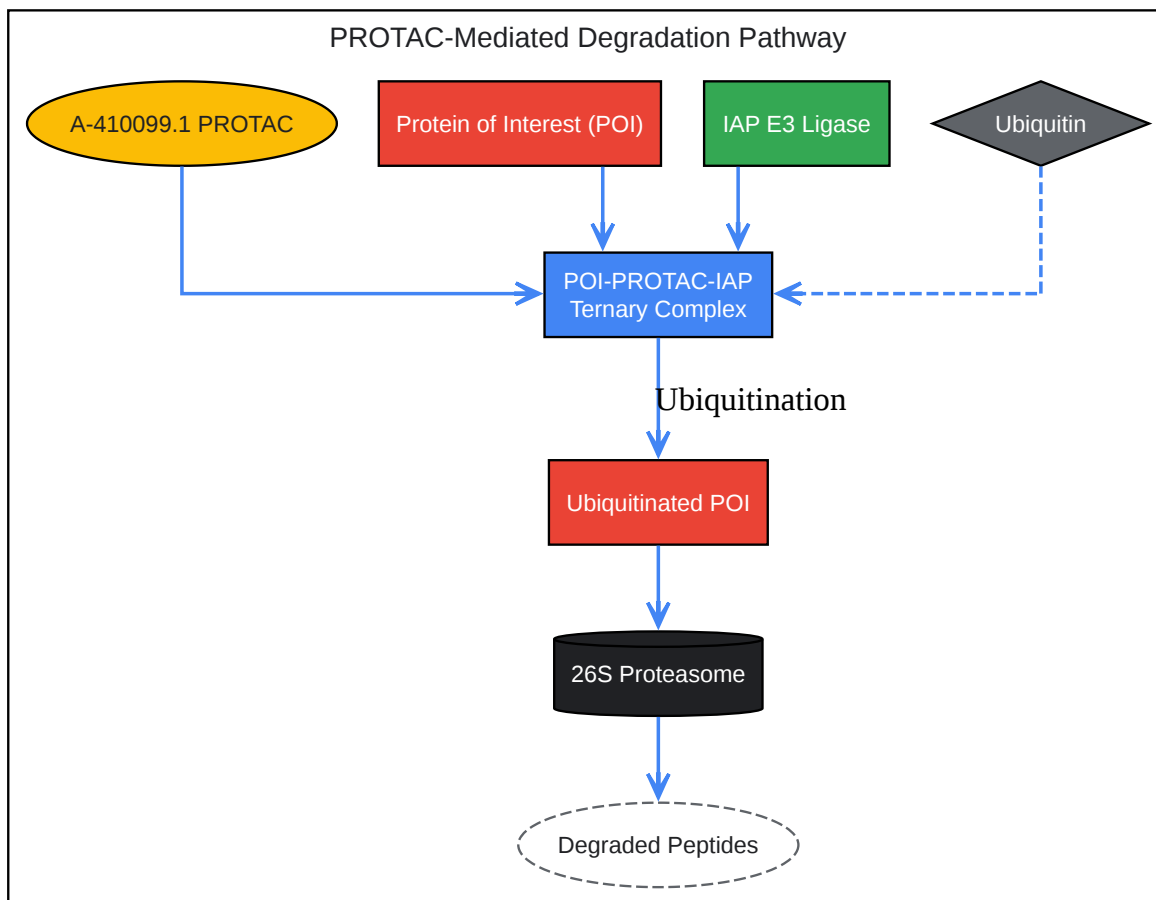 PROTAC-Mediated Degradation Pathway
A-410099.1 PROTAC
Protein of Interest (POI)
IAP E3 Ligase
Ubiquitin
POI-PROTAC-IAP
Ternary Complex
Ubiquitination
Ubiquitinated POI
26S Proteasome
Degraded Peptides